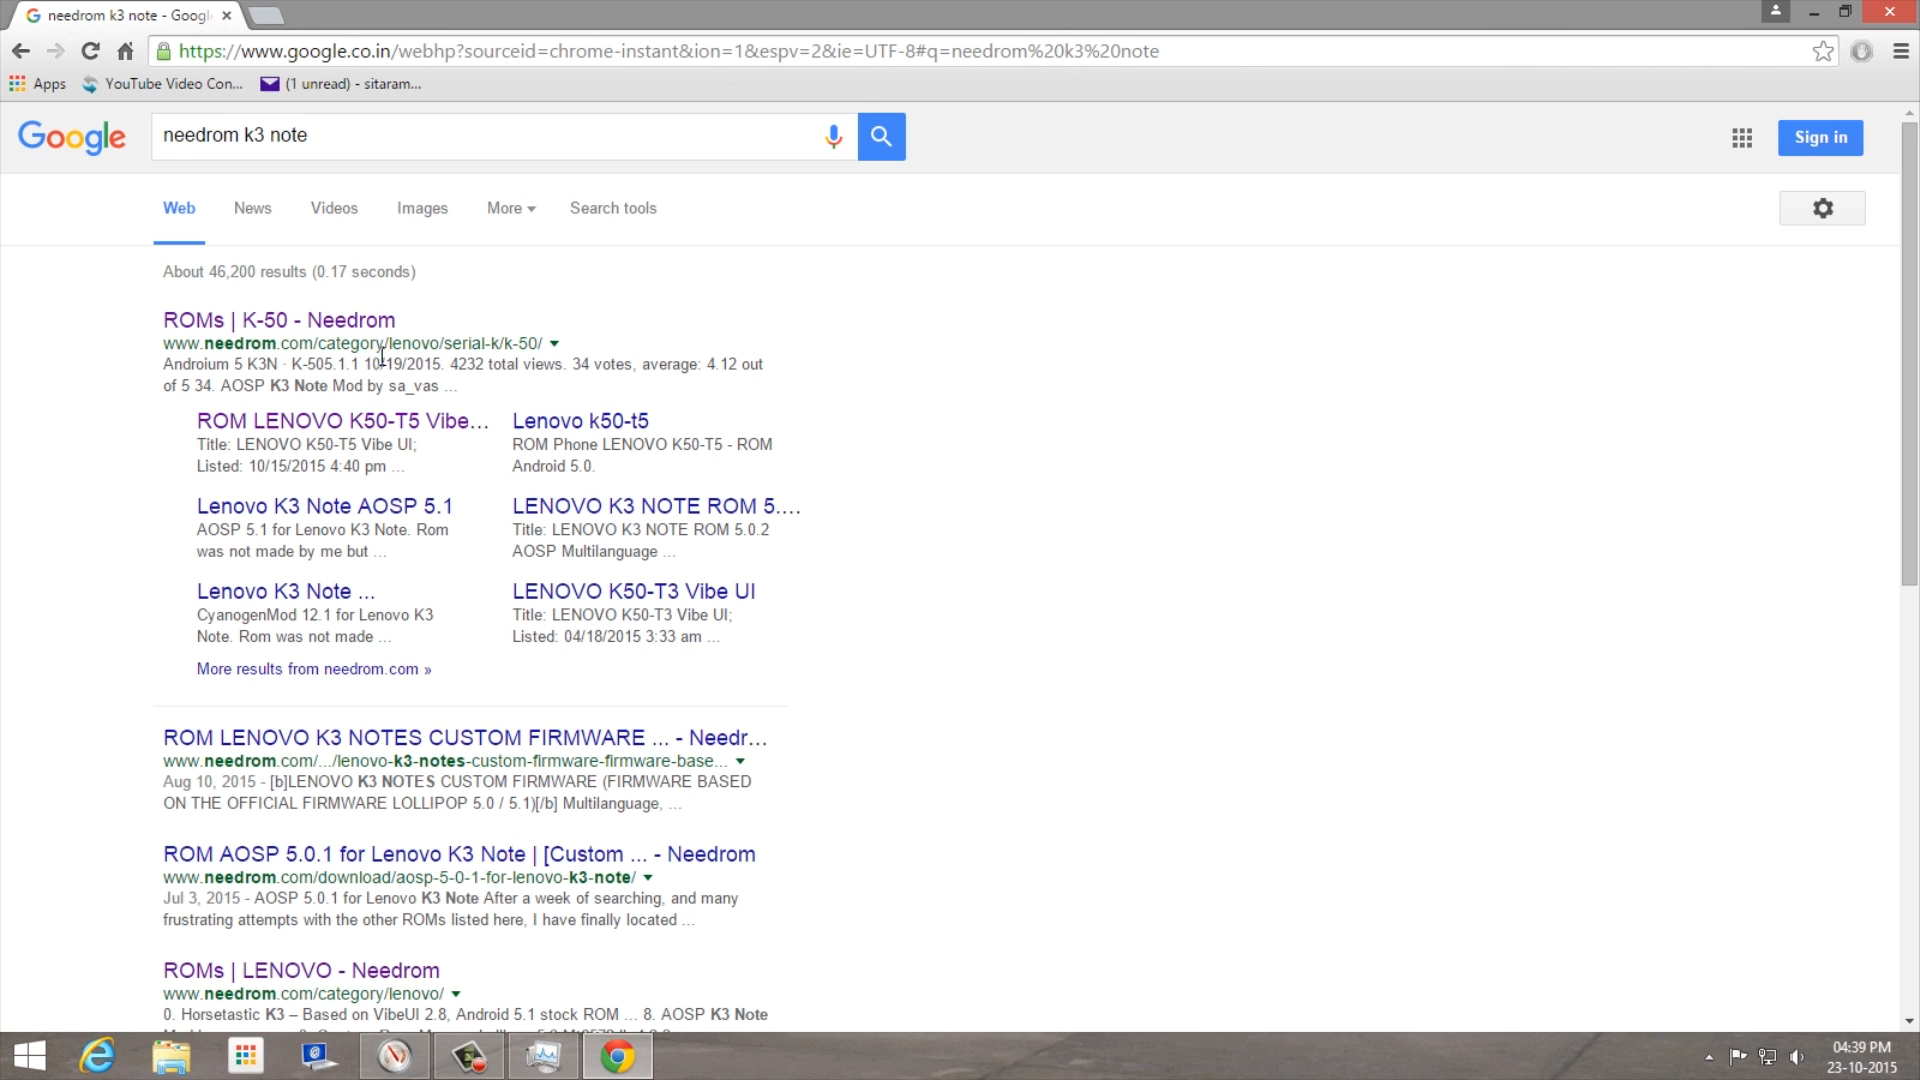 needrom k3 note - Googl
https://www.google.co.in/webhp?sourceid=chrome-instant&ion=1&espv=2&ie=UTF-8#q=needrom%20k3%20note
Apps YouTube Video Con... (1 unread) - sitaram...
Google needrom k3 note Sign in
Web News Videos Images More Search tools
About 46,200 results (0.17 seconds)
ROMs | K-50 - Needrom
www.needrom.com/category/lenovo/serial-k/k-50/
Androium 5 K3N · K-505.1.1 10/19/2015. 4232 total views. 34 votes, average: 4.12 out
of 5 34. AOSP K3 Note Mod by sa_vas ...
ROM LENOVO K50-T5 Vibe...
Title: LENOVO K50-T5 Vibe UI;
Listed: 10/15/2015 4:40 pm ...
Lenovo k50-t5
ROM Phone LENOVO K50-T5 - ROM
Android 5.0.
Lenovo K3 Note AOSP 5.1
AOSP 5.1 for Lenovo K3 Note. Rom
was not made by me but ...
LENOVO K3 NOTE ROM 5....
Title: LENOVO K3 NOTE ROM 5.0.2
AOSP Multilanguage ...
Lenovo K3 Note ...
CyanogenMod 12.1 for Lenovo K3
Note. Rom was not made ...
LENOVO K50-T3 Vibe UI
Title: LENOVO K50-T3 Vibe UI;
Listed: 04/18/2015 3:33 am ...
More results from needrom.com »
ROM LENOVO K3 NOTES CUSTOM FIRMWARE ... - Needr...
www.needrom.com/.../lenovo-k3-notes-custom-firmware-firmware-base...
Aug 10, 2015 - [b]LENOVO K3 NOTES CUSTOM FIRMWARE (FIRMWARE BASED
ON THE OFFICIAL FIRMWARE LOLLIPOP 5.0 / 5.1)[/b] Multilanguage, ...
ROM AOSP 5.0.1 for Lenovo K3 Note | [Custom ... - Needrom
www.needrom.com/download/aosp-5-0-1-for-lenovo-k3-note/
Jul 3, 2015 - AOSP 5.0.1 for Lenovo K3 Note After a week of searching, and many
frustrating attempts with the other ROMs listed here, I have finally located ...
ROMs | LENOVO - Needrom
www.needrom.com/category/lenovo/
0. Horsetastic K3 – Based on VibeUI 2.8, Android 5.1 stock ROM ... 8. AOSP K3 Note
04:39 PM
23-10-2015